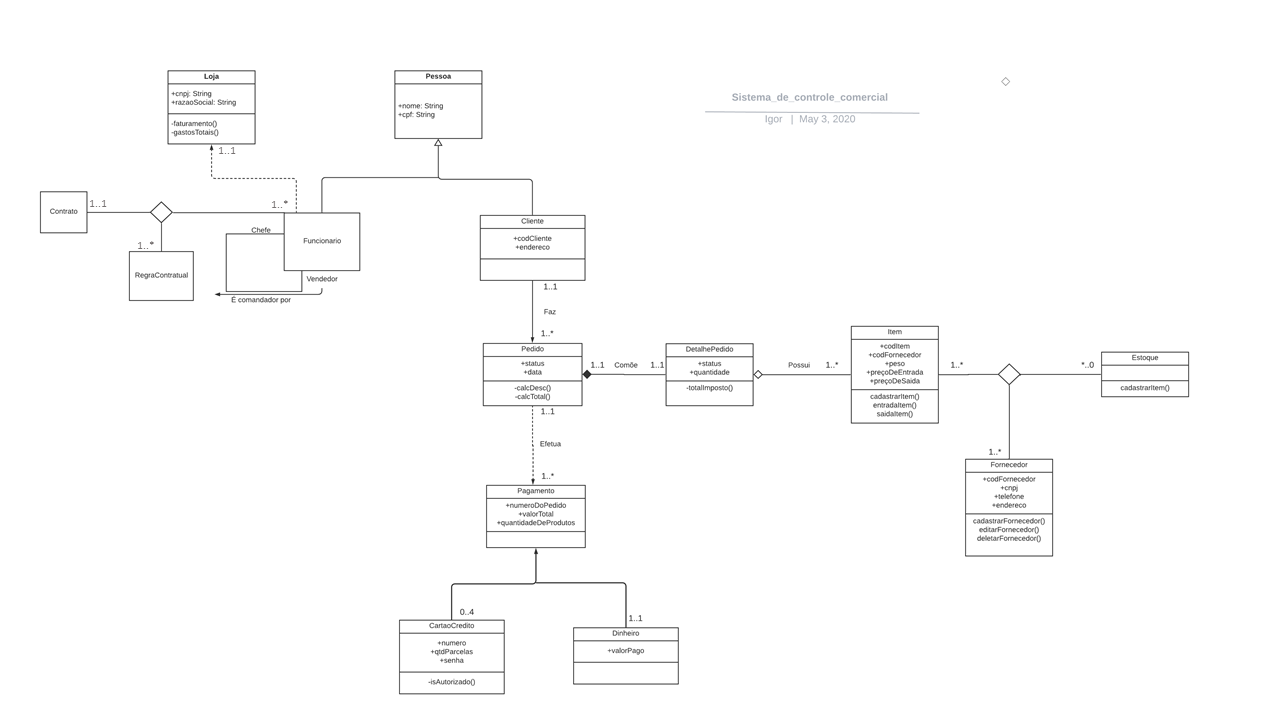 Loja
+cnpj: String
+razaoSocial: String
-faturamento()
-gastosTotais()
1..1
Pessoa
+nome: String
+cpf: String
Sistema_de_controle_comercial
Igor | May 3, 2020
Contrato
1..1
1..*
1..*
RegraContratual
Chefe
Funcionario
Vendedor
É comandador por
Cliente
+codCliente
+endereco
1..1
Faz
1..*
Pedido
+status
+data
-calcDesc()
-calcTotal()
1..1
Comõe
1..1
DetalhePedido
+status
+quantidade
-totalImposto()
Possui
1..*
Item
+codItem
+codFornecedor
+peso
+preçoDeEntrada
+preçoDeSaida
cadastrarItem()
entradaItem()
saidaItem()
1..*
*..0
Estoque
cadastrarItem()
1..*
Fornecedor
+codFornecedor
+cnpj
+telefone
+endereco
cadastrarFornecedor()
editarFornecedor()
deletarFornecedor()
1..1
Efetua
1..*
Pagamento
+numeroDoPedido
+valorTotal
+quantidadeDeProdutos
0..4
CartaoCredito
+numero
+qtdParcelas
+senha
-isAutorizado()
1..1
Dinheiro
+valorPago